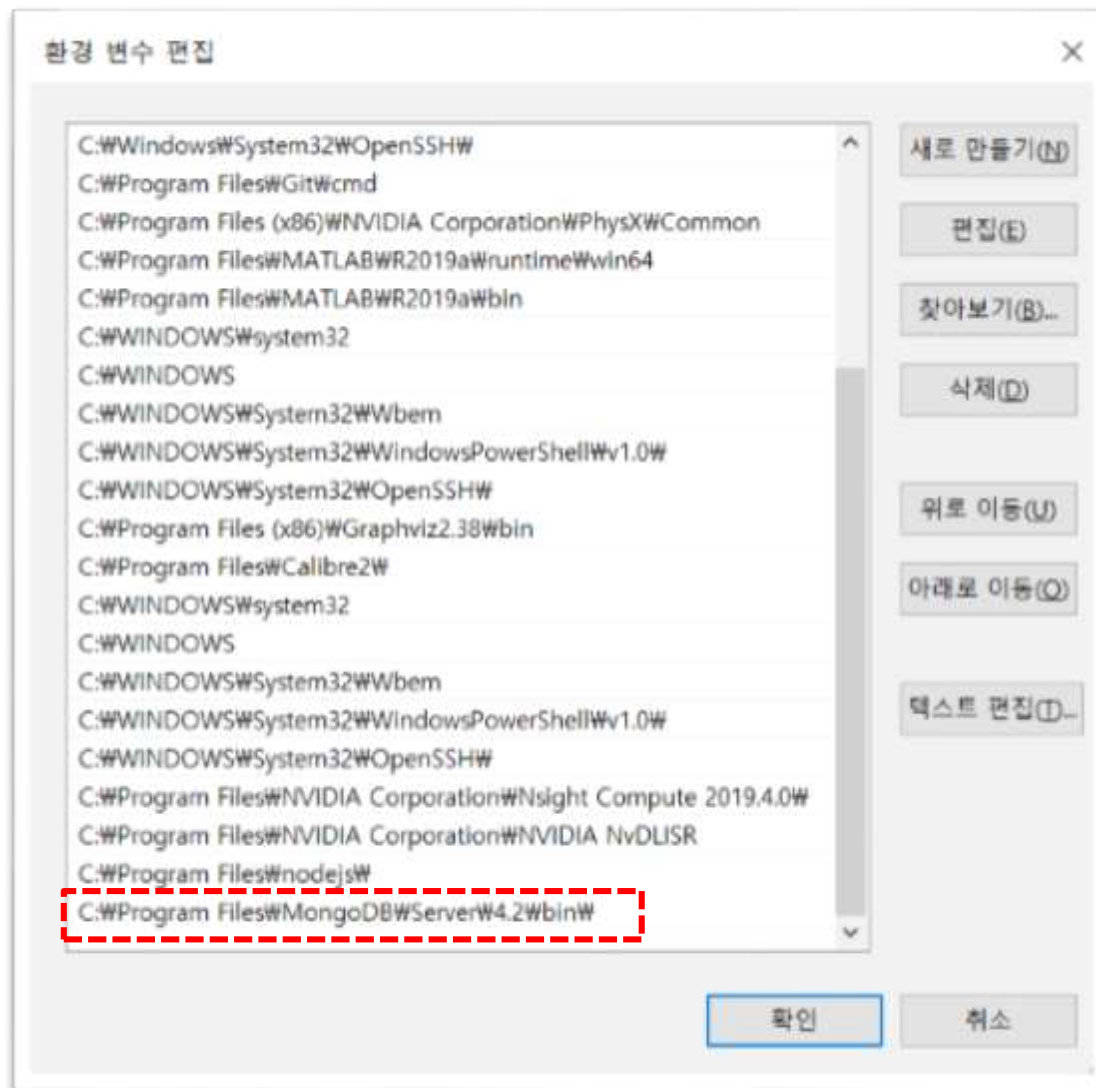 환경 변수 편집
C:₩Windows₩System32₩OpenSSH₩
C:₩Program Files₩Git₩cmd
C:₩Program Files (x86)₩NVIDIA Corporation₩PhysX₩Common
C:₩Program Files₩MATLAB₩R2019a₩runtime₩win64
C:₩Program Files₩MATLAB₩R2019a₩bin
C:₩WINDOWS₩system32
C:₩WINDOWS
C:₩WINDOWS₩System32₩Wbem
C:₩WINDOWS₩System32₩WindowsPowerShell₩v1.0₩
C:₩WINDOWS₩System32₩OpenSSH₩
C:₩Program Files (x86)₩Graphviz2.38₩bin
C:₩Program Files₩Calibre2₩
C:₩WINDOWS₩system32
C:₩WINDOWS
C:₩WINDOWS₩System32₩Wbem
C:₩WINDOWS₩System32₩WindowsPowerShell₩v1.0₩
C:₩WINDOWS₩System32₩OpenSSH₩
C:₩Program Files₩NVIDIA Corporation₩Nsight Compute 2019.4.0₩
C:₩Program Files₩NVIDIA Corporation₩NVIDIA NvDLISR
C:₩Program Files₩nodejs₩
C:₩Program Files₩MongoDB₩Server₩4.2₩bin₩
새로 만들기(N)
편집(E)
찾아보기(B)...
삭제(D)
위로 이동(U)
아래로 이동(O)
텍스트 편집(T)...
확인
취소